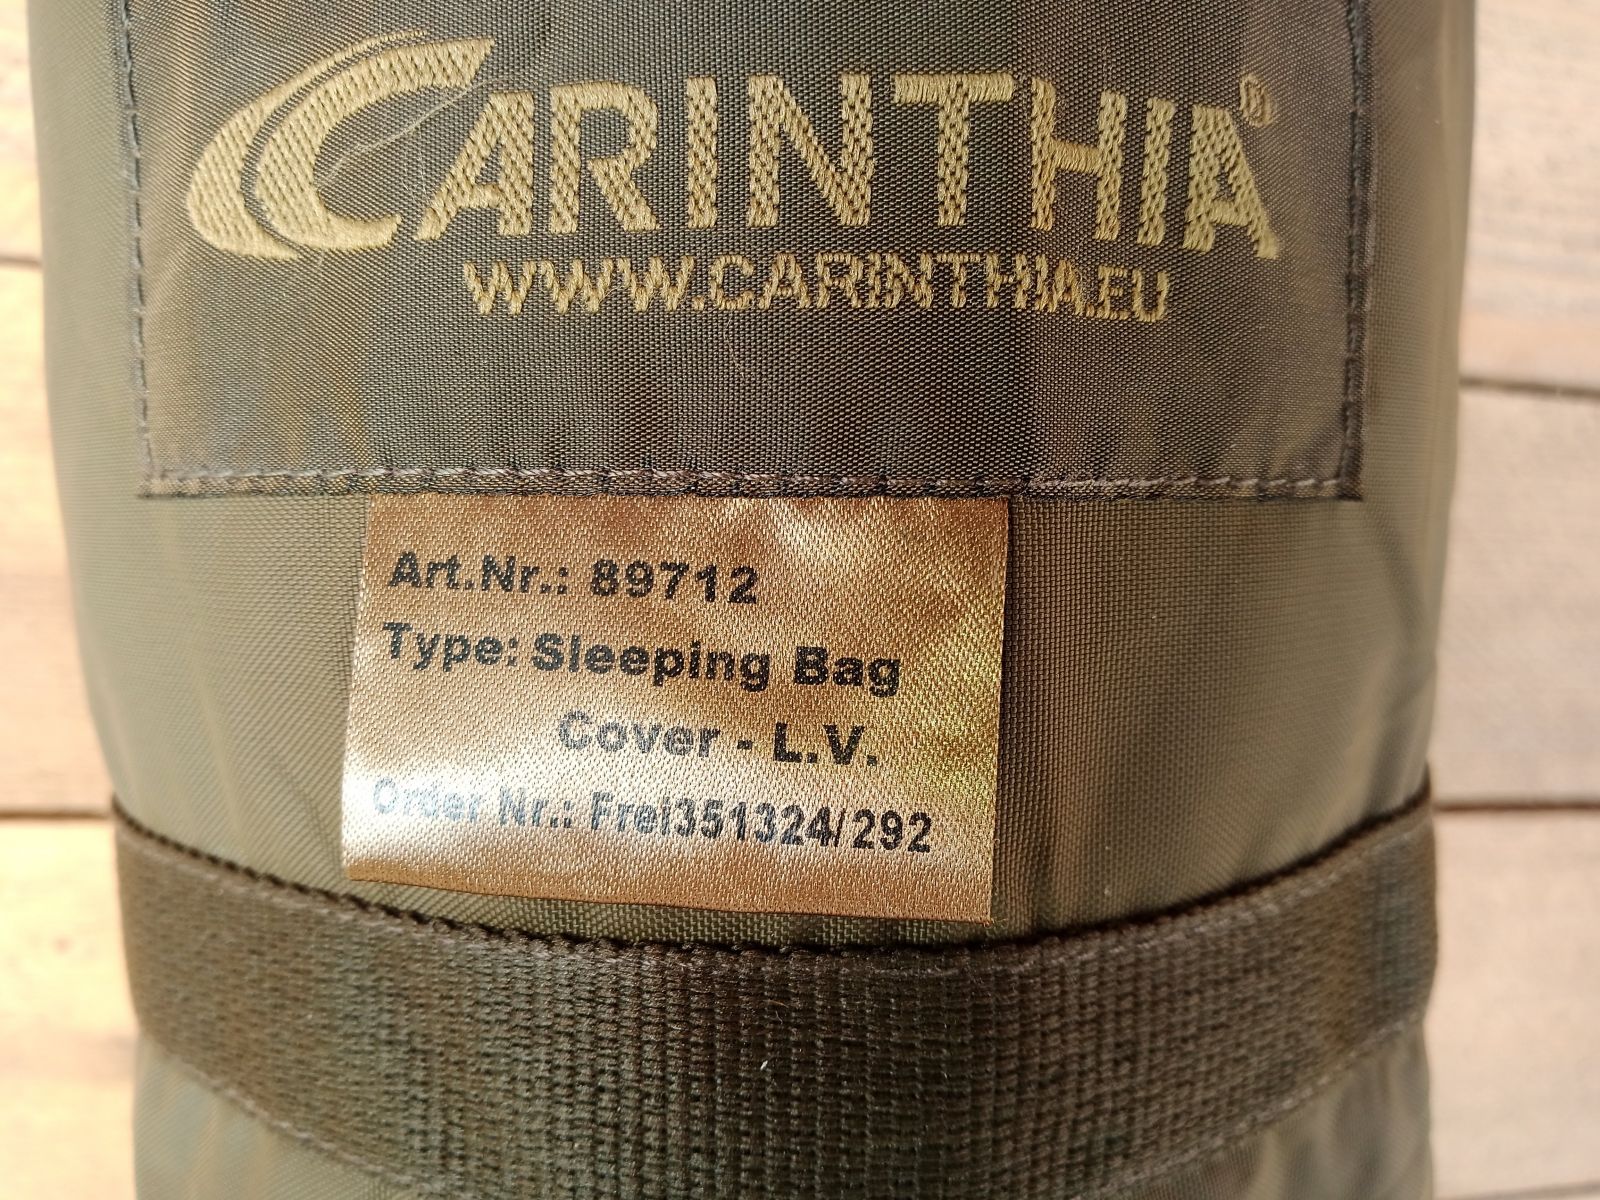 CARINTHIA®
WWW.CARINTHIA.EU
Art.Nr.: 89712
Type: Sleeping Bag
Cover - L.V.
Order Nr.: Frei351324/292